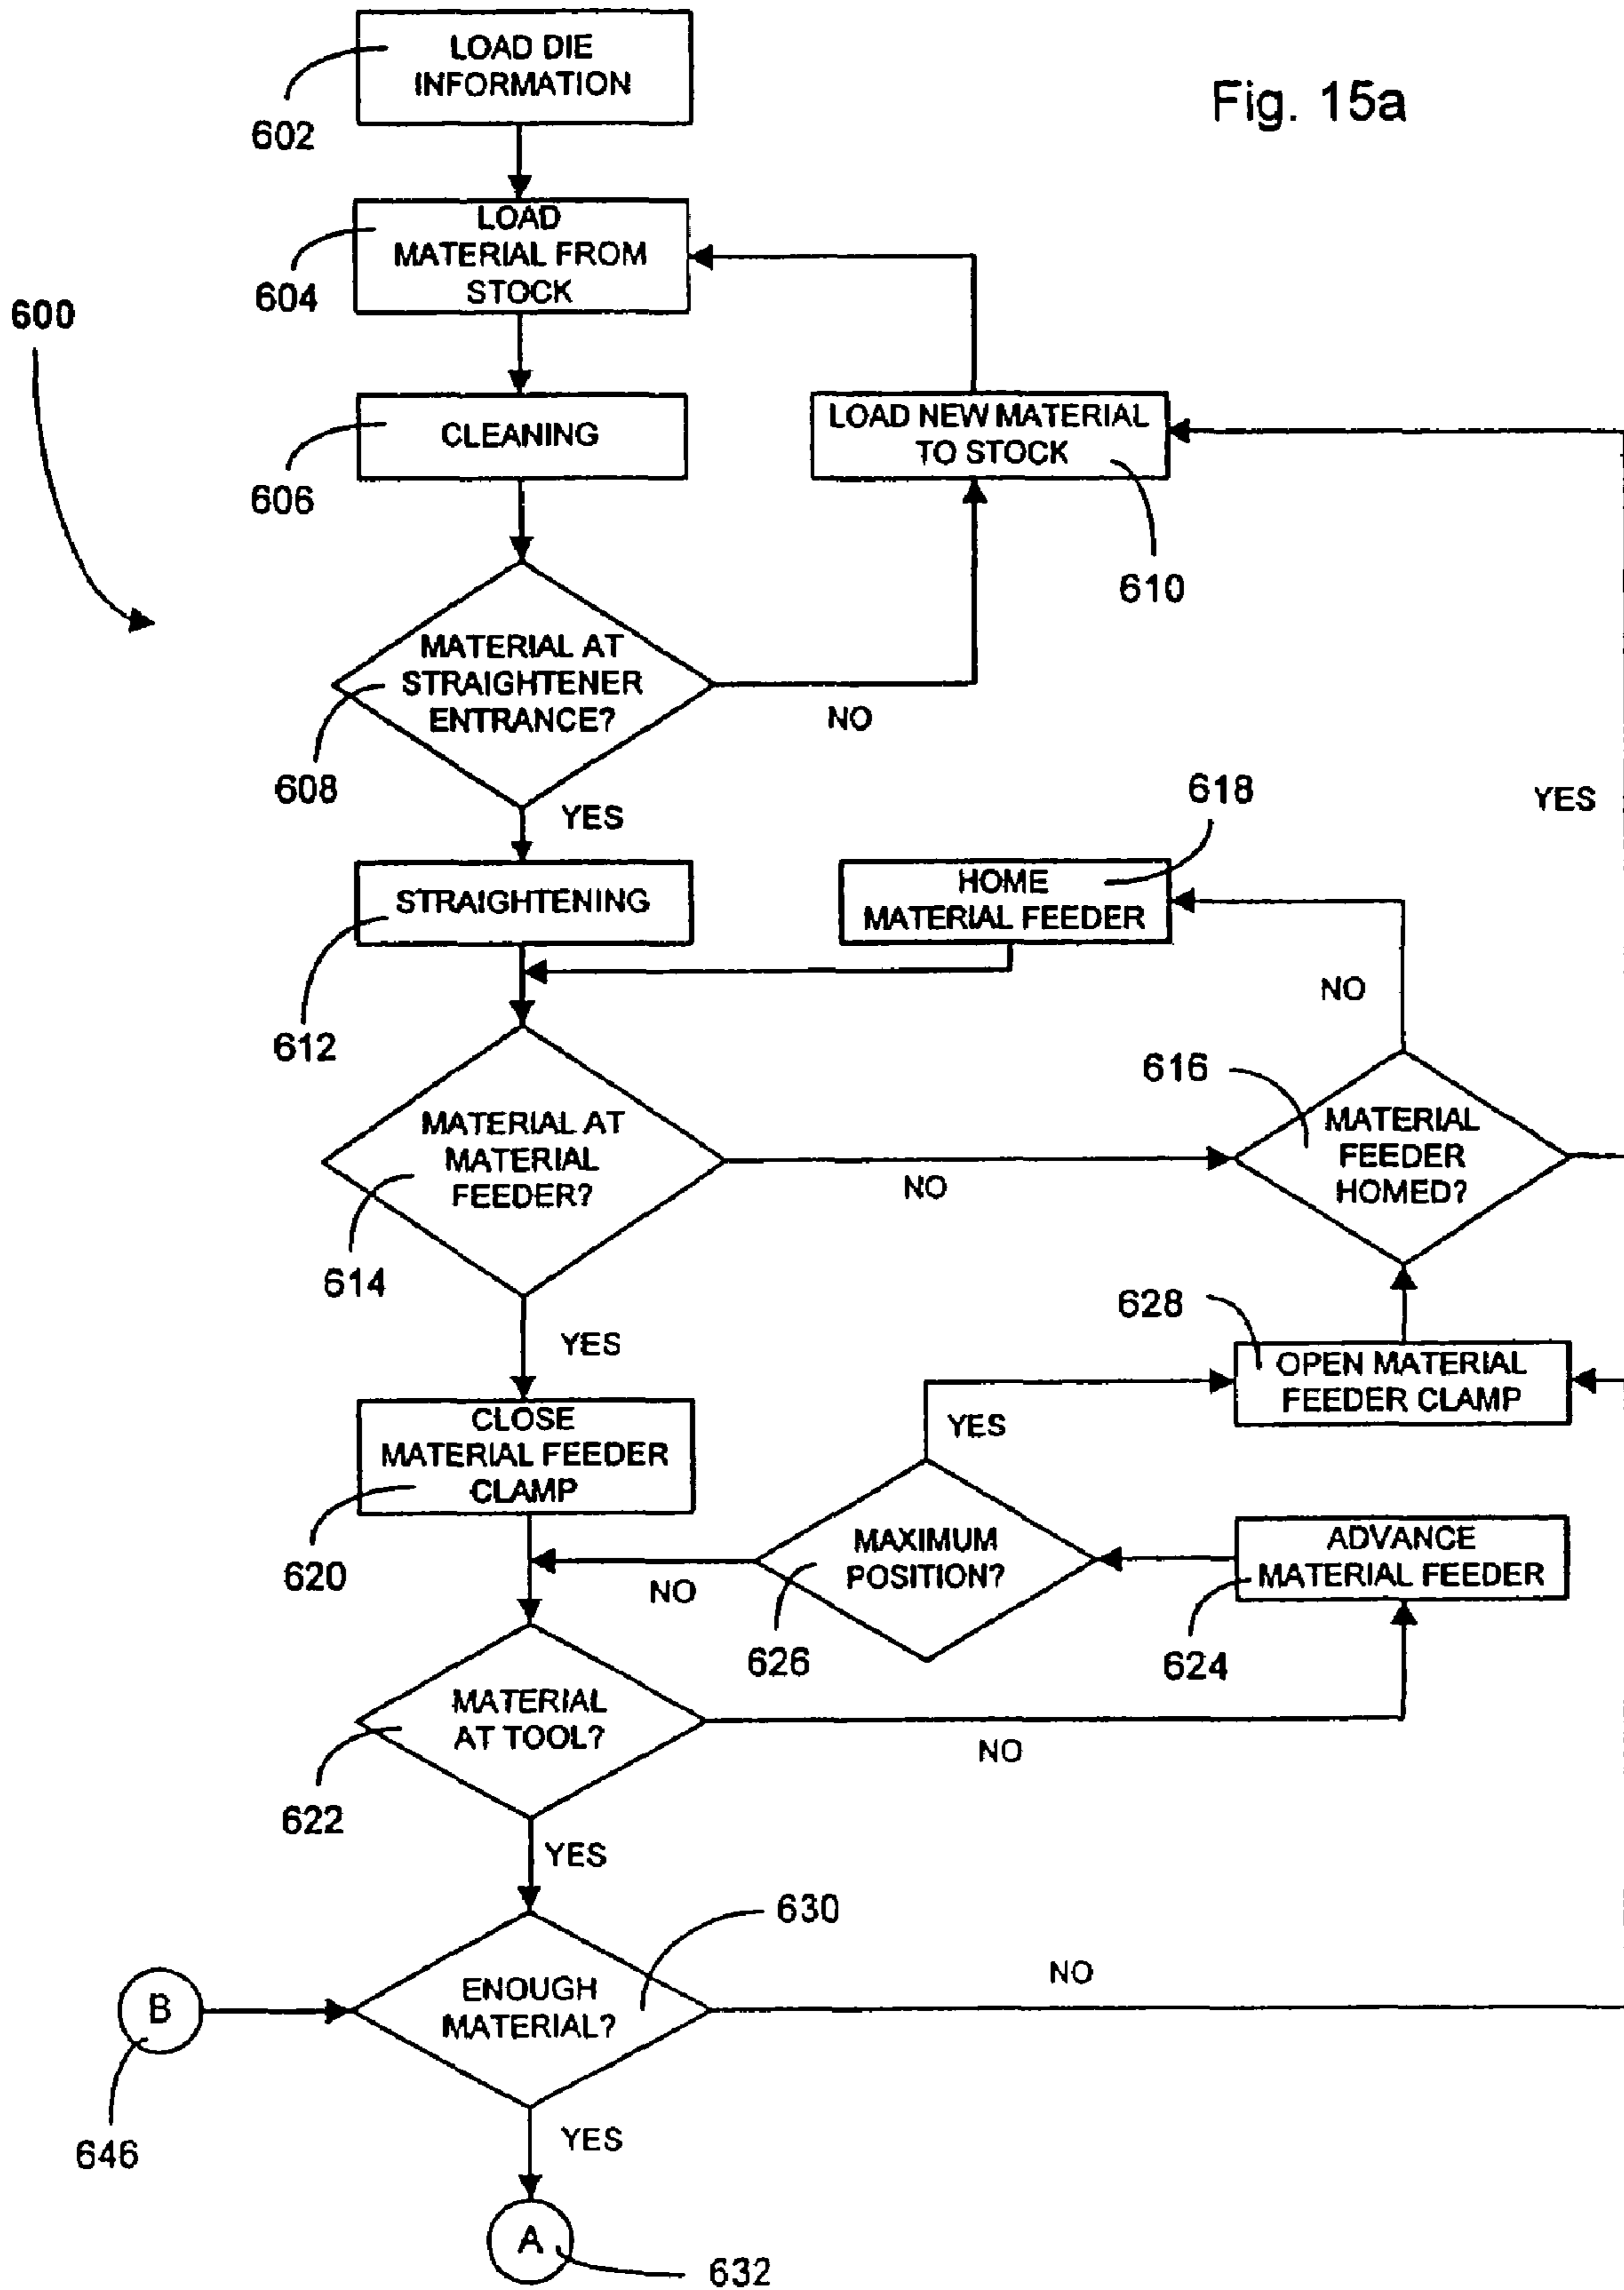 Fig. 15a
LOAD DIE
INFORMATION
602
LOAD
MATERIAL FROM
STOCK
604
600
CLEANING
606
LOAD NEW MATERIAL
TO STOCK
610
MATERIAL AT
STRAIGHTENER
ENTRANCE?
608
NO
YES
618
YES
STRAIGHTENING
612
HOME
MATERIAL FEEDER
NO
616
MATERIAL AT
MATERIAL
FEEDER?
614
NO
MATERIAL
FEEDER
HOMED?
YES
628
OPEN MATERIAL
FEEDER CLAMP
CLOSE
MATERIAL FEEDER
CLAMP
620
YES
MAXIMUM
POSITION?
626
NO
ADVANCE
MATERIAL FEEDER
624
MATERIAL
AT TOOL?
622
NO
YES
630
ENOUGH
MATERIAL?
NO
B
646
YES
A
632